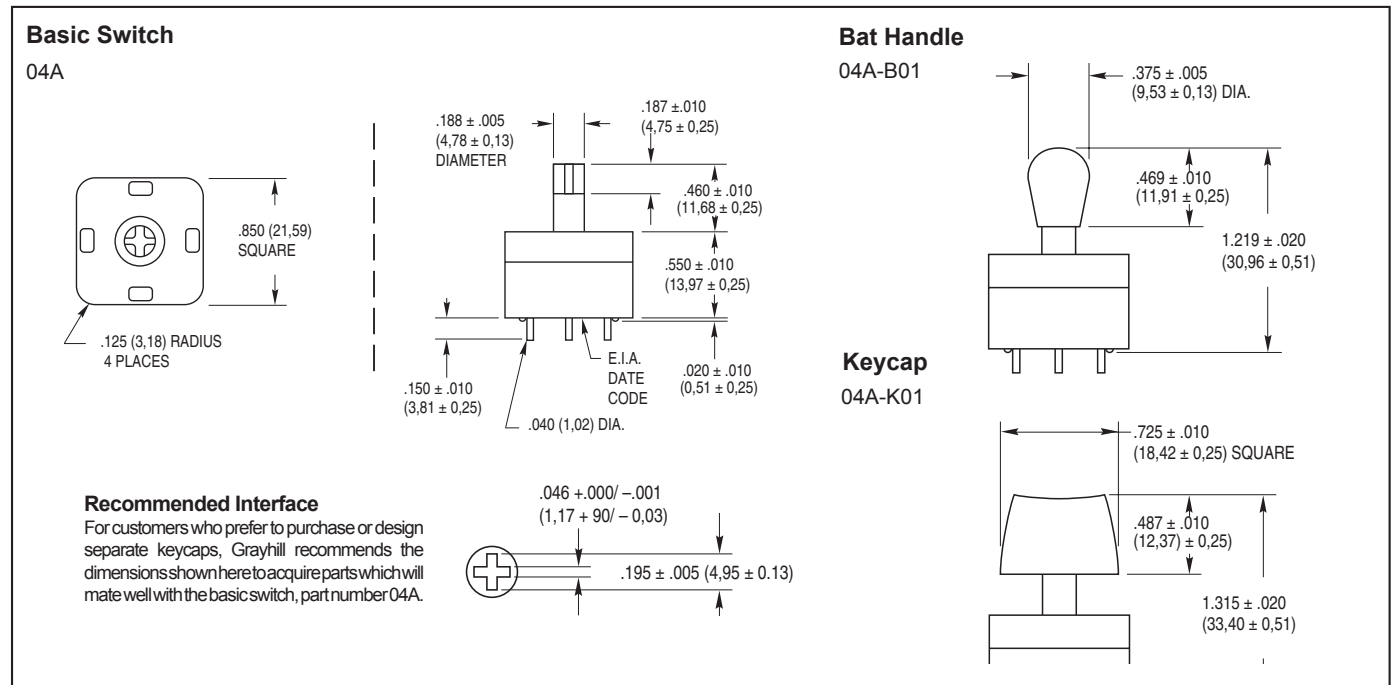 Basic Switch
04A
.850 (21,59)
SQUARE
.125 (3,18) RADIUS
4 PLACES
.188 ± .005
(4,78 ± 0,13)
DIAMETER
.187 ±.010
(4,75 ± 0,25)
.460 ± .010
(11,68 ± 0,25)
.550 ± .010
(13,97 ± 0,25)
.150 ± .010
(3,81 ± 0,25)
.040 (1,02) DIA.
E.I.A.
DATE
CODE
.020 ± .010
(0,51 ± 0,25)
Recommended Interface
For customers who prefer to purchase or design
separate keycaps, Grayhill recommends the
dimensions shown here to acquire parts which will
mate well with the basic switch, part number 04A.
.046 +.000/ –.001
(1,17 + 90/ – 0,03)
.195 ± .005 (4,95 ± 0.13)
Bat Handle
04A-B01
.375 ± .005
(9,53 ± 0,13) DIA.
.469 ± .010
(11,91 ± 0,25)
1.219 ± .020
(30,96 ± 0,51)
Keycap
04A-K01
.725 ± .010
(18,42 ± 0,25) SQUARE
.487 ± .010
(12,37) ± 0,25)
1.315 ± .020
(33,40 ± 0,51)